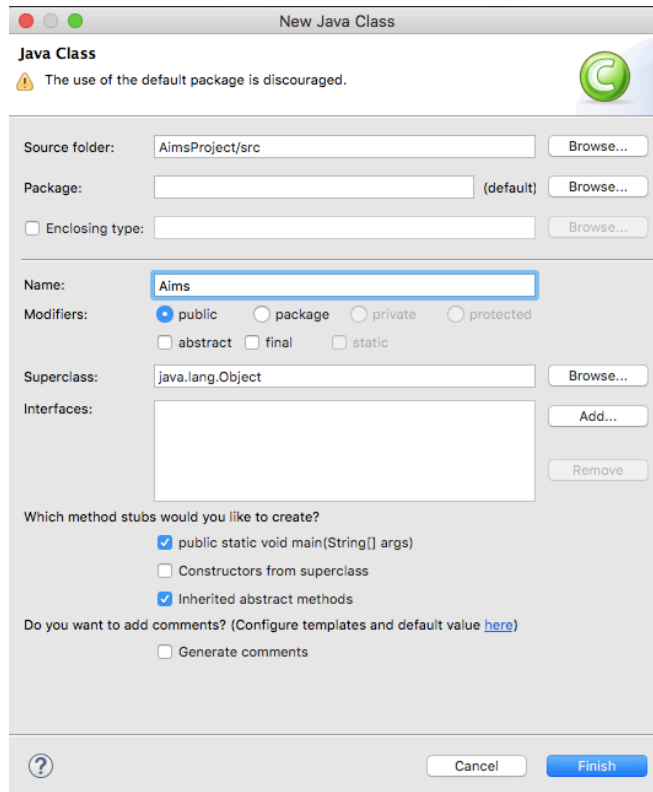 New Java Class
Java Class
The use of the default package is discouraged.
C
Source folder: AimsProject/src Browse...
Package: (default) Browse...
Enclosing type: Browse...
Name: Aims
Modifiers: public package private protected
abstract final static
Superclass: java.lang.Object Browse...
Interfaces: Add...
Remove
Which method stubs would you like to create?
public static void main(String[] args)
Constructors from superclass
Inherited abstract methods
Do you want to add comments? (Configure templates and default value here)
Generate comments
? Cancel Finish